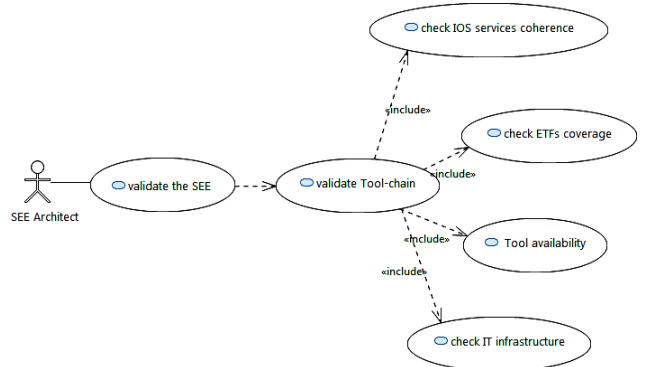 check IOS services coherence
«include»
check ETFs coverage
«include»
validate the SEE
validate Tool-chain
SEE Architect
«include»
Tool availability
«include»
check IT infrastructure